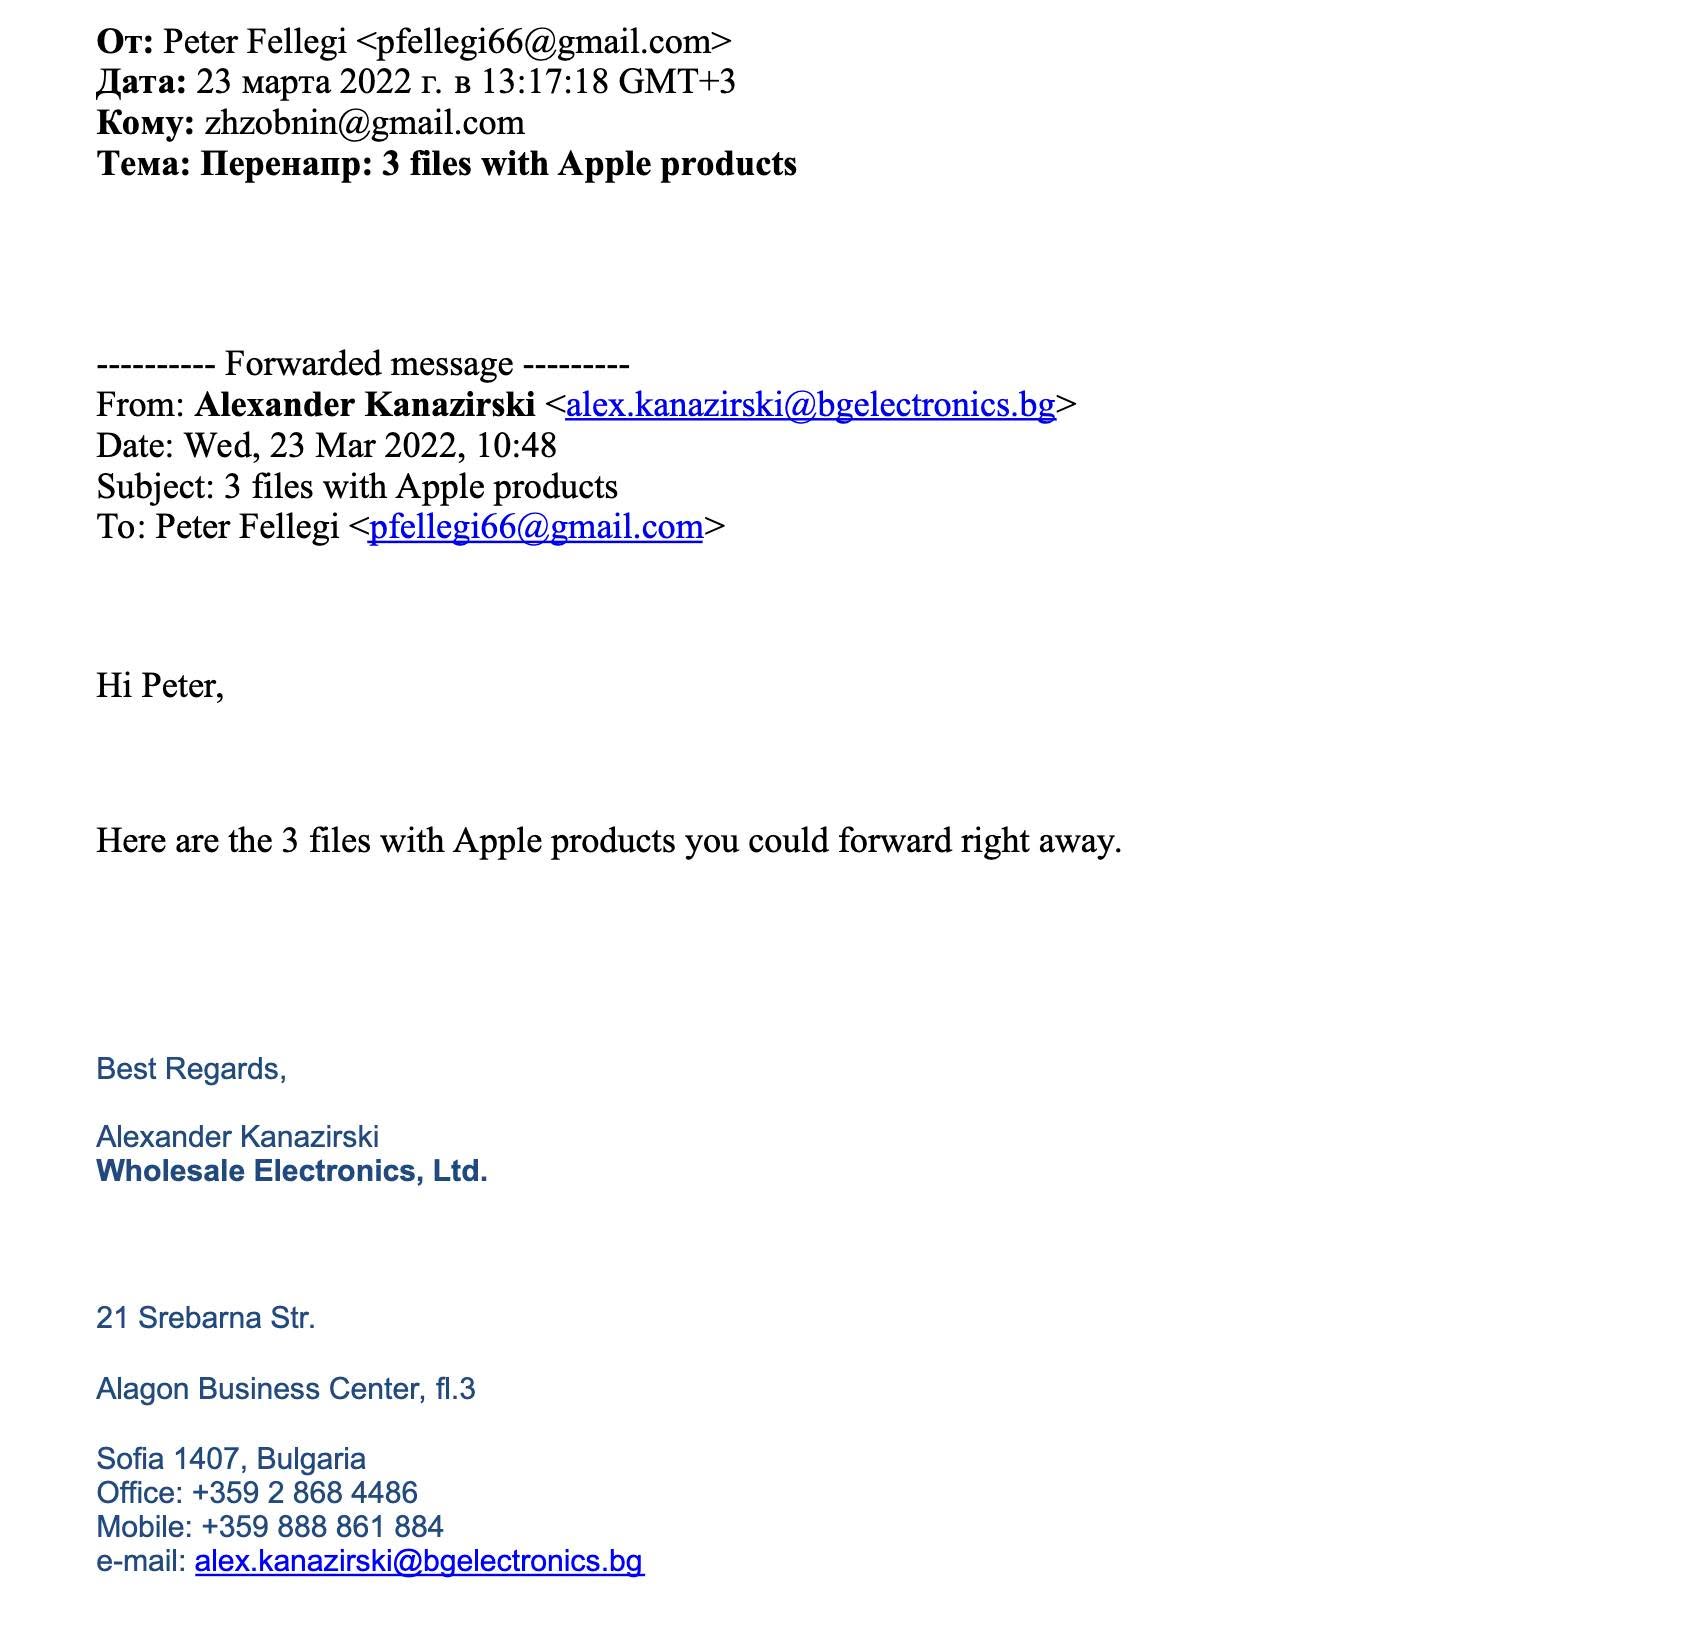 От: Peter Fellegi <pfellegi66@gmail.com>
Дата: 23 марта 2022 г. в 13:17:18 GMT+3
Кому: zhzobnin@gmail.com
Тема: Перенапр: 3 files with Apple products
---------- Forwarded message ---------
From: Alexander Kanazirski <alex.kanazirski@bgelectronics.bg>
Date: Wed, 23 Mar 2022, 10:48
Subject: 3 files with Apple products
To: Peter Fellegi <pfellegi66@gmail.com>
Hi Peter,
Here are the 3 files with Apple products you could forward right away.
Best Regards,
Alexander Kanazirski
Wholesale Electronics, Ltd.
21 Srebarna Str.
Alagon Business Center, fl.3
Sofia 1407, Bulgaria
Office: +359 2 868 4486
Mobile: +359 888 861 884
e-mail: alex.kanazirski@bgelectronics.bg